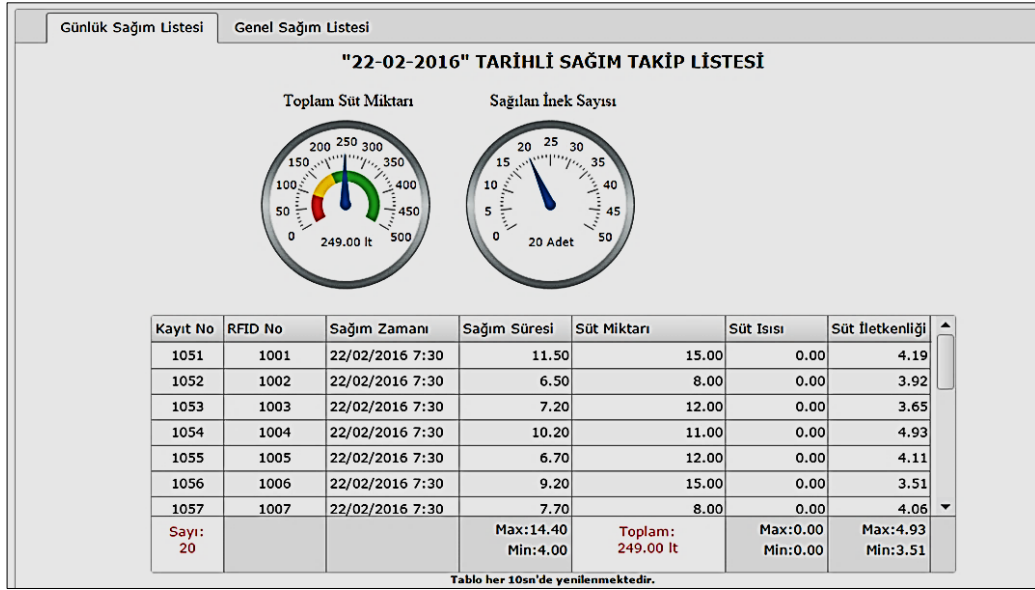 Günlük Sağım Listesi Genel Sağım Listesi
"22-02-2016" TARİHLİ SAĞIM TAKİP LİSTESİ
Toplam Süt Miktarı Sağılan İnek Sayısı
0 50 100 150 200 250 300 350 400 450 500
249.00 lt
0 5 10 15 20 25 30 35 40 45 50
20 Adet
Kayıt No RFID No Sağım Zamanı Sağım Süresi Süt Miktarı Süt Isısı Süt İletkenliği
1051 1001 22/02/2016 7:30 11.50 15.00 0.00 4.19
1052 1002 22/02/2016 7:30 6.50 8.00 0.00 3.92
1053 1003 22/02/2016 7:30 7.20 12.00 0.00 3.65
1054 1004 22/02/2016 7:30 10.20 11.00 0.00 4.93
1055 1005 22/02/2016 7:30 6.70 12.00 0.00 4.11
1056 1006 22/02/2016 7:30 9.20 15.00 0.00 3.51
1057 1007 22/02/2016 7:30 7.70 8.00 0.00 4.06
Sayı: Max:14.40 Toplam: Max:0.00 Max:4.93
20 Min:4.00 249.00 lt Min:0.00 Min:3.51
Tablo her 10sn'de yenilenmektedir.